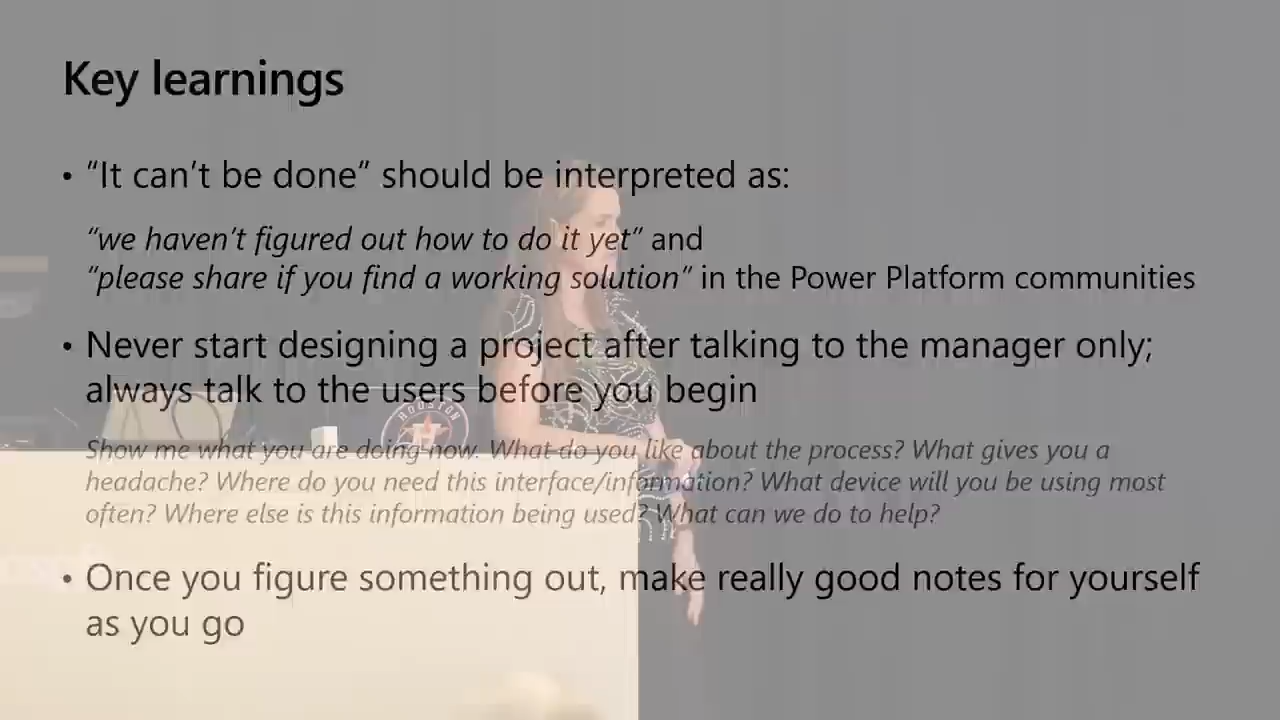 Key learnings
• “It can’t be done” should be interpreted as:
“we haven’t figured out how to do it yet” and
“please share if you find a working solution” in the Power Platform communities
• Never start designing a project after talking to the manager only;
always talk to the users before you begin
HOUSTON
H
Show me what you are doing now. What do you like about the process? What gives you a
headache? Where do you need this interface/information? What device will you be using most
often? Where else is this information being used? What can we do to help?
• Once you figure something out, make really good notes for yourself
as you go